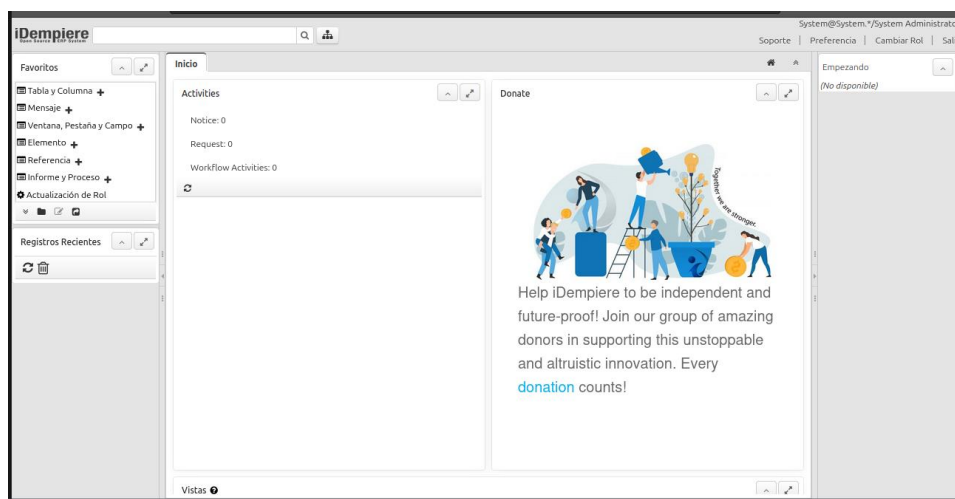 iDempiere
Open Source ERP System
System@System.*/System Administrato
Soporte | Preferencia | Cambiar Rol | Sali
Favoritos
Tabla y Columna
Mensaje
Ventana, Pestaña y Campo
Elemento
Referencia
Informe y Proceso
Actualización de Rol
Registros Recientes
Inicio
Activities
Notice: 0
Request: 0
Workflow Activities: 0
Donate
Together we are stronger.
Help iDempiere to be independent and
future-proof! Join our group of amazing
donors in supporting this unstoppable
and altruistic innovation. Every
donation counts!
Vistas
Empezando
(No disponible)